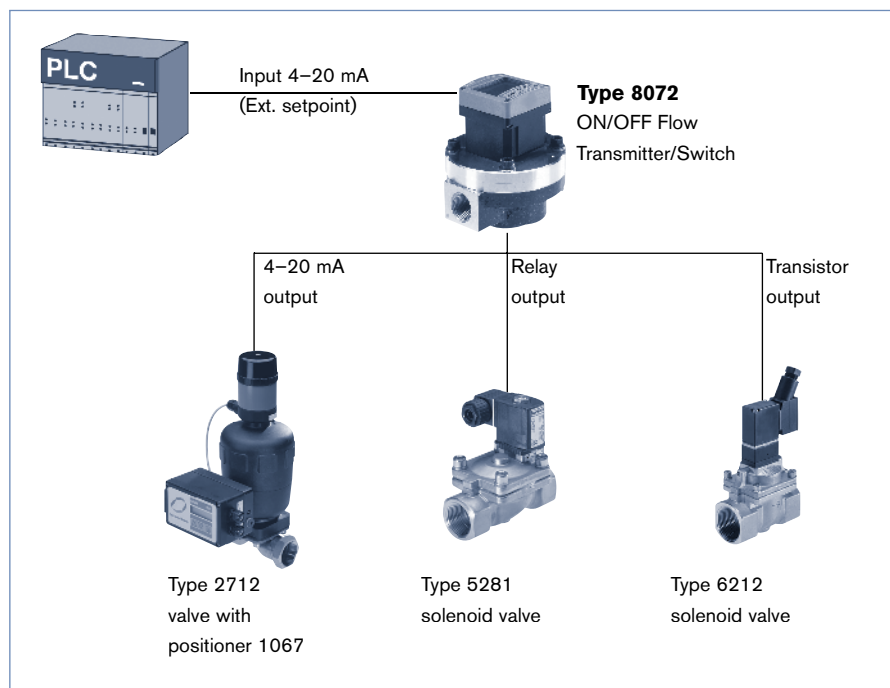 PLC
Input 4–20 mA
(Ext. setpoint)
Type 8072
ON/OFF Flow
Transmitter/Switch
4–20 mA
output
Relay
output
Transistor
output
Type 2712
valve with
positioner 1067
Type 5281
solenoid valve
Type 6212
solenoid valve